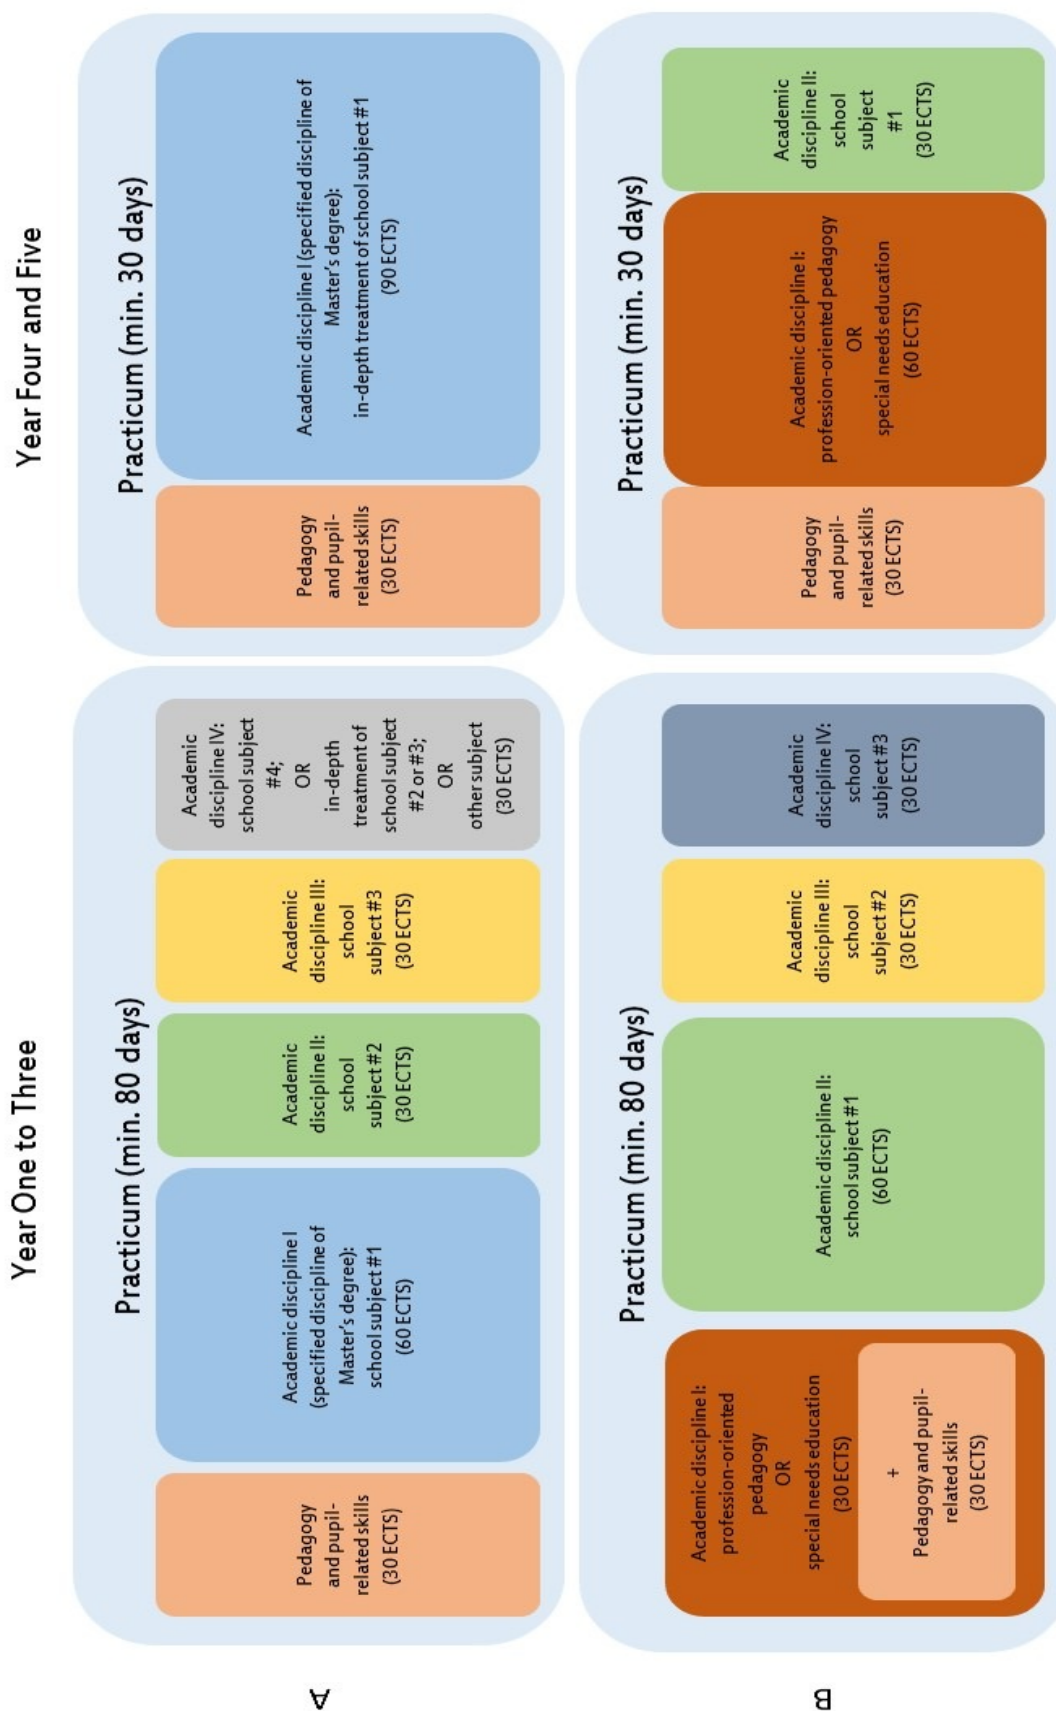 Year One to Three
Year Four and Five
A
Practicum (min. 80 days)
Pedagogy
and pupil-
related skills
(30 ECTS)
Academic discipline I
(specified discipline of
Master's degree):
school subject #1
(60 ECTS)
Academic
discipline II:
school
subject #2
(30 ECTS)
Academic
discipline III:
school
subject #3
(30 ECTS)
Academic
discipline IV:
school subject
#4;
OR
in-depth
treatment of
school subject
#2 or #3;
OR
other subject
(30 ECTS)
Practicum (min. 30 days)
Pedagogy
and pupil-
related skills
(30 ECTS)
Academic discipline I (specified discipline of
Master's degree):
in-depth treatment of school subject #1
(90 ECTS)
B
Practicum (min. 80 days)
Academic discipline I:
profession-oriented
pedagogy
OR
special needs education
(30 ECTS)
+
Pedagogy and pupil-
related skills
(30 ECTS)
Academic discipline II:
school subject #1
(60 ECTS)
Academic
discipline III:
school
subject #2
(30 ECTS)
Academic
discipline IV:
school
subject #3
(30 ECTS)
Practicum (min. 30 days)
Pedagogy
and pupil-
related skills
(30 ECTS)
Academic discipline I:
profession-oriented pedagogy
OR
special needs education
(60 ECTS)
Academic
discipline II:
school
subject
#1
(30 ECTS)